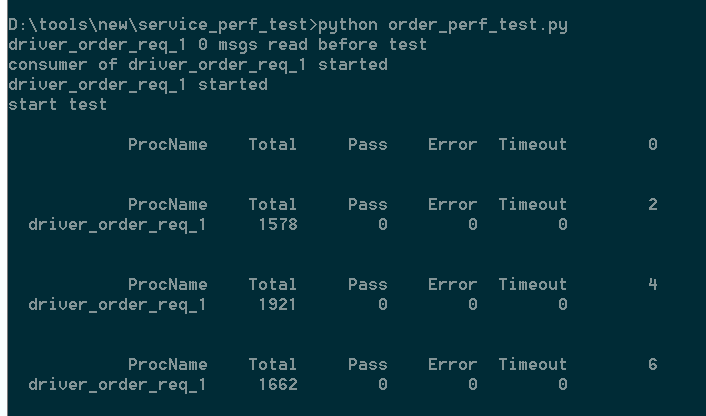 D:\tools\new\service_perf_test>python order_perf_test.py
driver_order_req_1 0 msgs read before test
consumer of driver_order_req_1 started
driver_order_req_1 started
start test
ProcName Total Pass Error Timeout 0
ProcName Total Pass Error Timeout 2
driver_order_req_1 1578 0 0 0
ProcName Total Pass Error Timeout 4
driver_order_req_1 1921 0 0 0
ProcName Total Pass Error Timeout 6
driver_order_req_1 1662 0 0 0